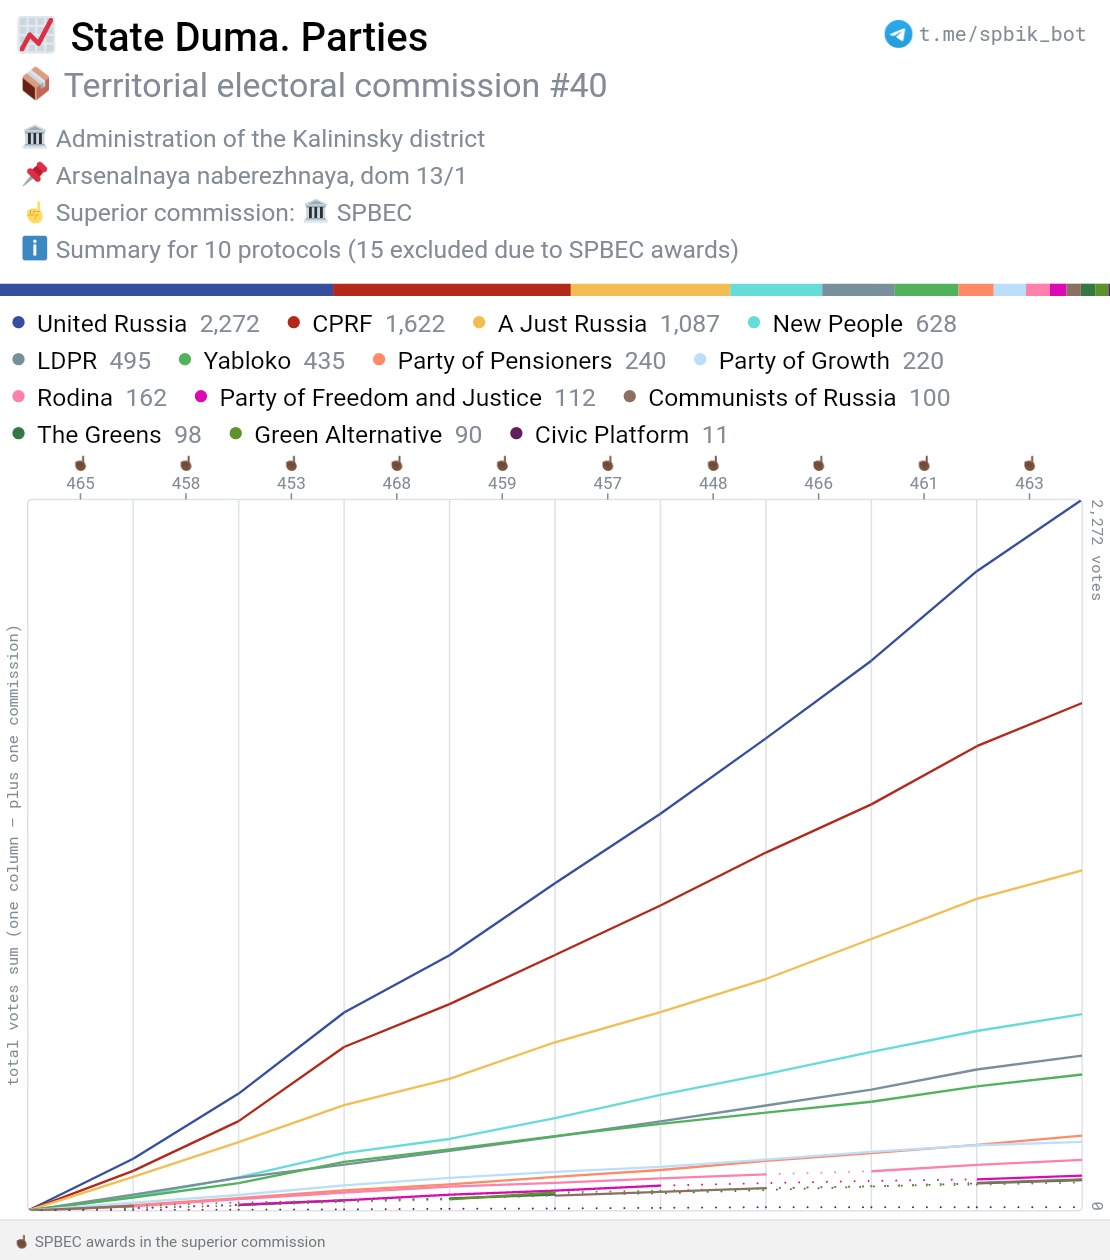 State Duma. Parties
t.me/spbik_bot
Territorial electoral commission #40
Administration of the Kalininsky district
Arsenalnaya naberezhnaya, dom 13/1
Superior commission: SPBEC
Summary for 10 protocols (15 excluded due to SPBEC awards)
United Russia 2,272 CPRF 1,622 A Just Russia 1,087 New People 628
LDPR 495 Yabloko 435 Party of Pensioners 240 Party of Growth 220
Rodina 162 Party of Freedom and Justice 112 Communists of Russia 100
The Greens 98 Green Alternative 90 Civic Platform 11
465 458 453 468 459 457 448 466 461 463
2,272 votes
total votes sum (one column – plus one commission)
0
SPBEC awards in the superior commission